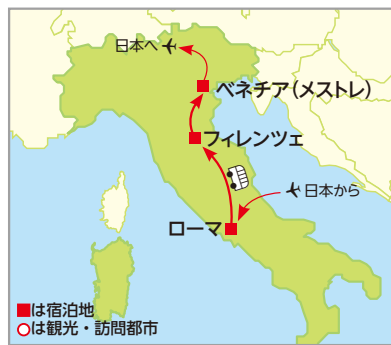 日本へ
ベネチア(メストレ)
フィレンツェ
日本から
ローマ
■は宿泊地
○は観光・訪問都市